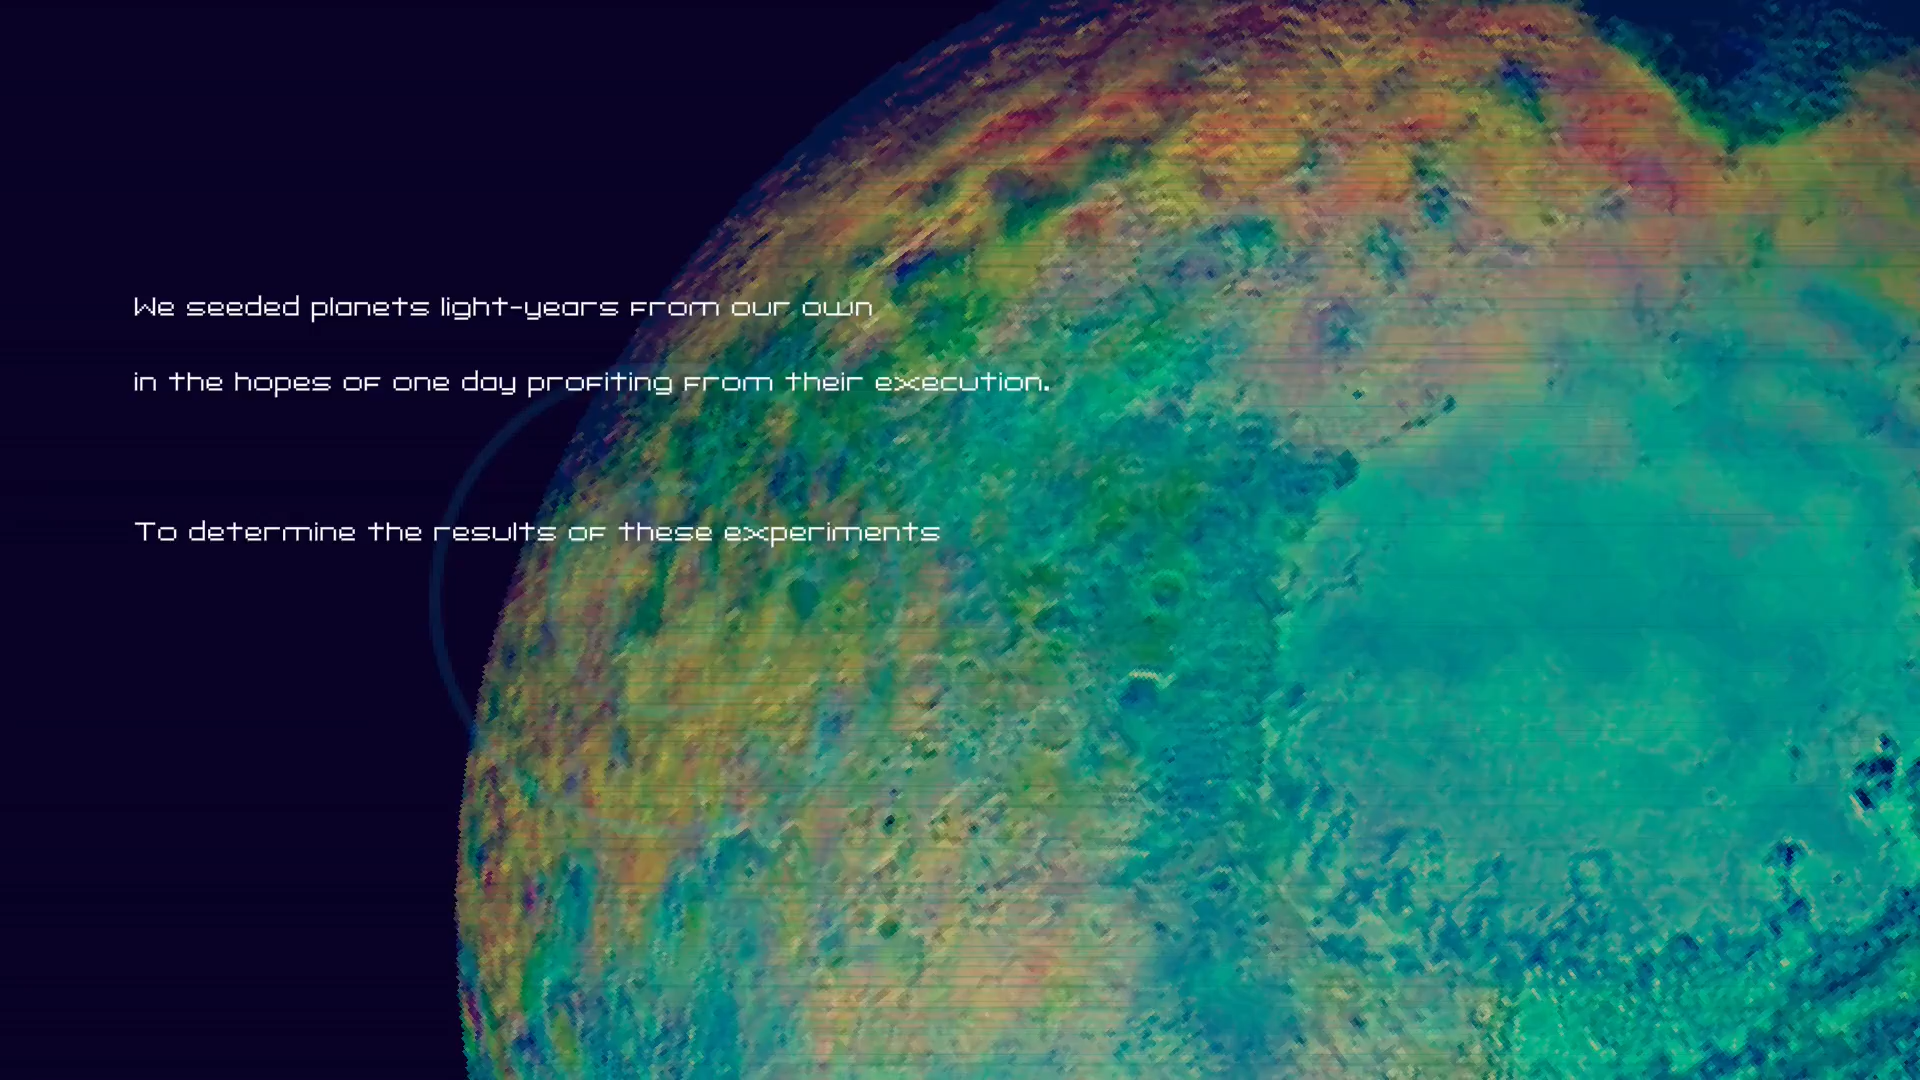 We seeded planets light-years from our own
in the hopes of one day profiting from their execution.
To determine the results of these experiments